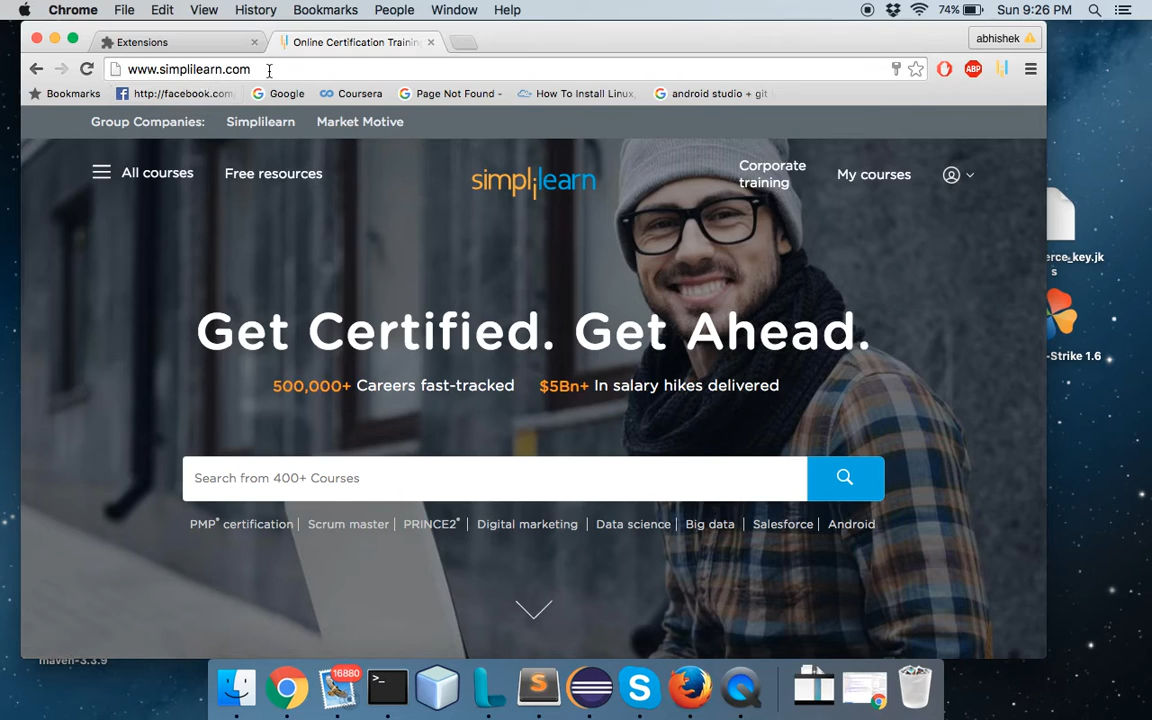 Chrome File Edit View History Bookmarks People Window Help 74% Sun 9:26 PM
Extensions Online Certification Trainin abhishek
www.simplilearn.com ABP
Bookmarks http://facebook.com Google Coursera Page Not Found - How To Install Linux, android studio + git
Group Companies: Simplilearn Market Motive
All courses Free resources simplilearn Corporate training My courses
Get Certified. Get Ahead.
500,000+ Careers fast-tracked $5Bn+ In salary hikes delivered
Search from 400+ Courses
PMP® certification | Scrum master | PRINCE2® | Digital marketing | Data science | Big data | Salesforce | Android
erce_key.jk
s
-Strike 1.6
maven-3.3.9
16880